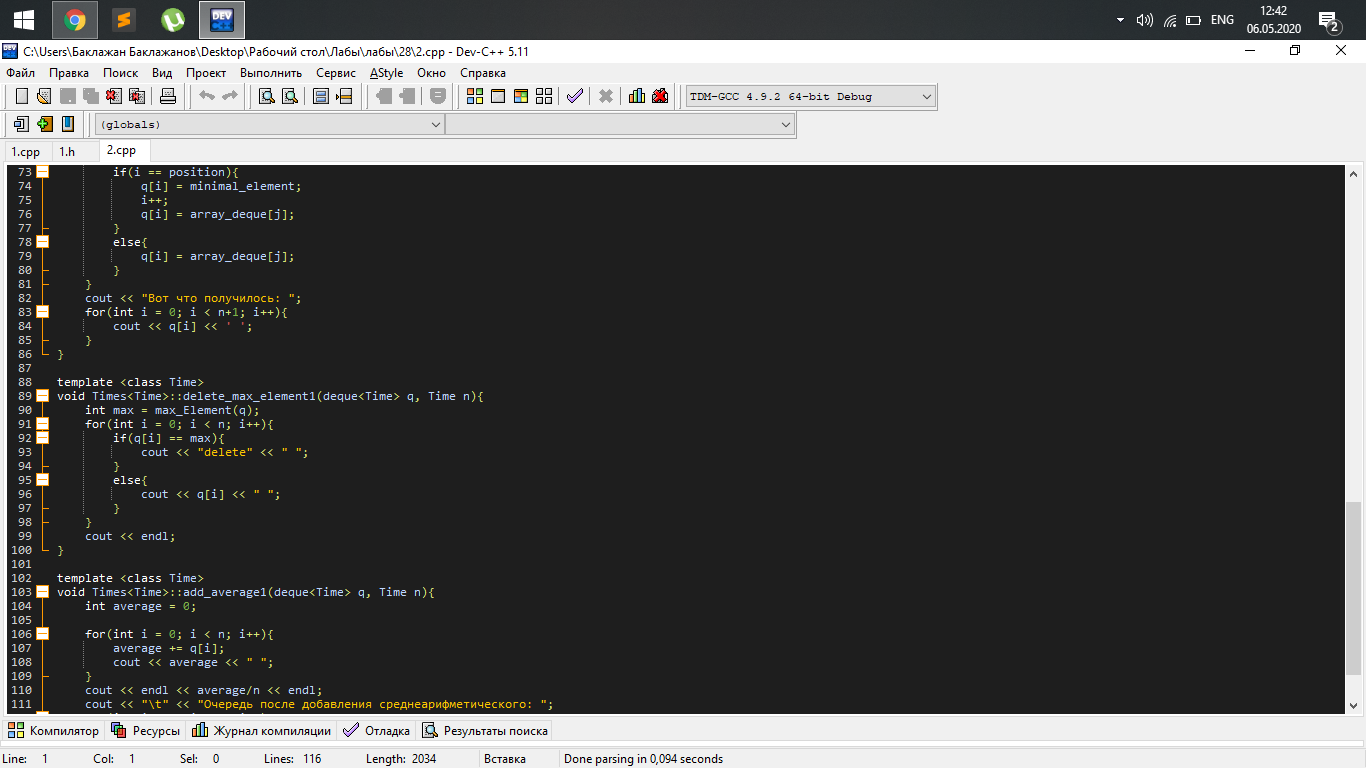 ENG
12:42
06.05.2020
2
DEV
C:\Users\Баклажан Баклажанов\Desktop\Рабочий стол\Лабы\лабы\28\2.cpp - Dev-C++ 5.11
Файл Правка Поиск Вид Проект Выполнить Сервис AStyle Окно Справка
TDM-GCC 4.9.2 64-bit Debug
(globals)
1.cpp 1.h 2.cpp
73 if(i == position){
74 q[i] = minimal_element;
75 i++;
76 q[i] = array_deque[j];
77 }
78 else{
79 q[i] = array_deque[j];
80 }
81 }
82 cout << "Вот что получилось: ";
83 for(int i = 0; i < n+1; i++){
84 cout << q[i] << ' ';
85 }
86 }
87
88 template <class Time>
89 void Times<Time>::delete_max_element1(deque<Time> q, Time n){
90 int max = max_Element(q);
91 for(int i = 0; i < n; i++){
92 if(q[i] == max){
93 cout << "delete" << " ";
94 }
95 else{
96 cout << q[i] << " ";
97 }
98 }
99 cout << endl;
100 }
101
102 template <class Time>
103 void Times<Time>::add_average1(deque<Time> q, Time n){
104 int average = 0;
105
106 for(int i = 0; i < n; i++){
107 average += q[i];
108 cout << average << " ";
109 }
110 cout << endl << average/n << endl;
111 cout << "\t" << "Очередь после добавления среднеарифметического: ";
Компилятор Ресурсы Журнал компиляции Отладка Результаты поиска
Line: 1 Col: 1 Sel: 0 Lines: 116 Length: 2034 Вставка Done parsing in 0,094 seconds